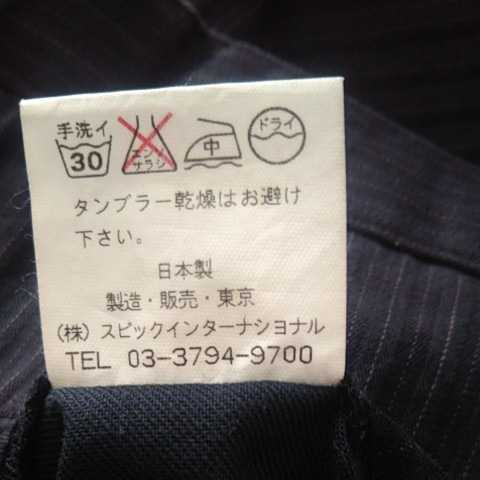 手洗イ
30
エンソ
サラシ
中
ドライ
タンブラー乾燥はお避け
下さい。
日本製
製造・販売・東京
(株) スピックインターナショナル
TEL 03-3794-9700